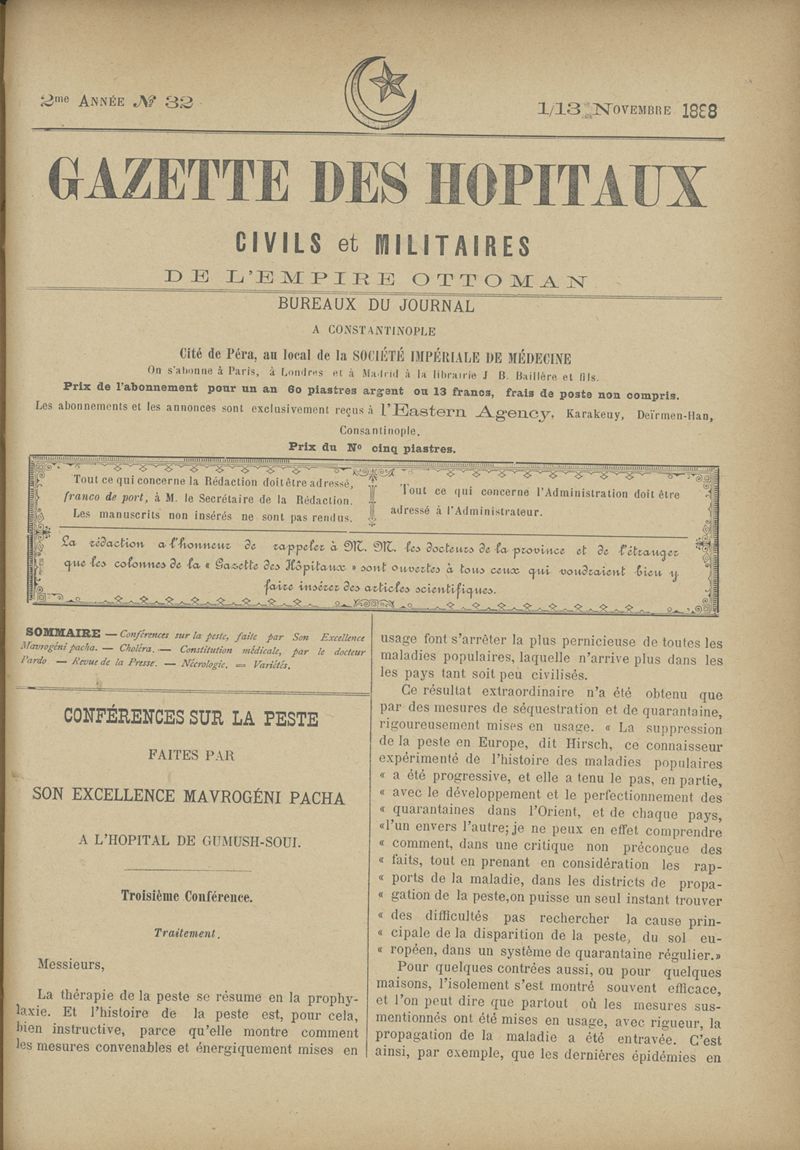 2me ANNÉE № 32
1/13 NOVEMBRE 1888
GAZETTE DES HOPITAUX
CIVILS et MILITAIRES
DE L'EMPIRE OTTOMAN
BUREAUX DU JOURNAL
A CONSTANTINOPLE
Cité de Péra, au local de la SOCIÉTÉ IMPÉRIALE DE MÉDECINE
On s'abonne à Paris, à Londres et à Madrid à la librairie J B. Baillère et fils.
Prix de l'abonnement pour un an 60 piastres argent ou 13 francs, frais de poste non compris.
Les abonnements et les annonces sont exclusivement reçus à l'Eastern Agency, Karakeuy, Deïrmen-Han,
Consantinople.
Prix du No cinq piastres.
Tout ce qui concerne la Rédaction doit être adressé,
franco de port, à M. le Secrétaire de la Rédaction.
Les manuscrits non insérés ne sont pas rendus.
Tout ce qui concerne l'Administration doit être
adressé à l'Administrateur.
La rédaction a l'honneur de rappeler à MM. les docteurs de la province et de l'étranger
que les colonnes de la « Gazette des Hôpitaux » sont ouvertes à tous ceux qui voudraient bien y
faire insérer des articles scientifiques.
SOMMAIRE — Conférences sur la peste, faite par Son Excellence
Mavrogéni pacha. — Choléra. — Constitution médicale, par le docteur
Pardo — Revue de la Presse. — Nécrologie. — Variétés.
CONFÉRENCES SUR LA PESTE
FAITES PAR
SON EXCELLENCE MAVROGÉNI PACHA
A L'HOPITAL DE GUMUSH-SOUI.
Troisième Conférence.
Traitement.
Messieurs,
La thérapie de la peste se résume en la prophy-
laxie. Et l'histoire de la peste est, pour cela,
bien instructive, parce qu'elle montre comment
les mesures convenables et énergiquement mises en
usage font s'arrêter la plus pernicieuse de toutes les
maladies populaires, laquelle n'arrive plus dans les
les pays tant soit peu civilisés.
Ce résultat extraordinaire n'a été obtenu que
par des mesures de séquestration et de quarantaine,
rigoureusement mises en usage. « La suppression
de la peste en Europe, dit Hirsch, ce connaisseur
expérimenté de l'histoire des maladies populaires
« a été progressive, et elle a tenu le pas, en partie,
« avec le développement et le perfectionnement des
« quarantaines dans l'Orient, et de chaque pays,
«l'un envers l'autre; je ne peux en effet comprendre
« comment, dans une critique non préconçue des
« faits, tout en prenant en considération les rap-
« ports de la maladie, dans les districts de propa-
« gation de la peste,on puisse un seul instant trouver
« des difficultés pas rechercher la cause prin-
« cipale de la disparition de la peste, du sol eu-
« ropéen, dans un système de quarantaine régulier.»
Pour quelques contrées aussi, ou pour quelques
maisons, l'isolement s'est montré souvent efficace,
et l'on peut dire que partout où les mesures sus-
mentionnés ont été mises en usage, avec rigueur, la
propagation de la maladie a été entravée. C'est
ainsi, par exemple, que les dernières épidémies en